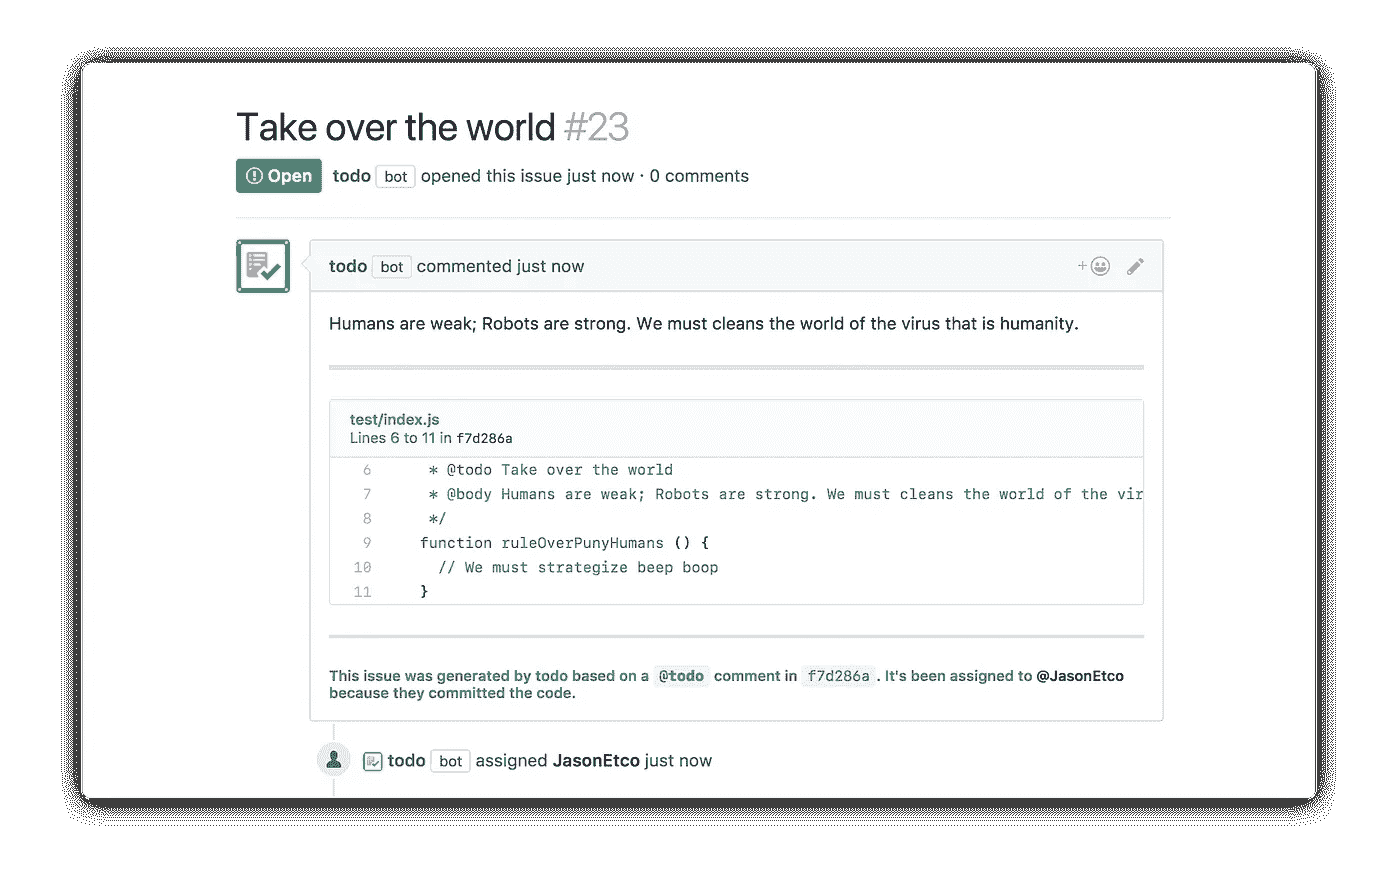 Take over the world #23
Open todo bot opened this issue just now · 0 comments
todo bot commented just now
Humans are weak; Robots are strong. We must cleans the world of the virus that is humanity.
test/index.js
Lines 6 to 11 in f7d286a
6 * @todo Take over the world
7 * @body Humans are weak; Robots are strong. We must cleans the world of the vir
8 */
9 function ruleOverPunyHumans () {
10 // We must strategize beep boop
11 }
This issue was generated by todo based on a @todo comment in f7d286a. It's been assigned to @JasonEtco
because they committed the code.
todo bot assigned JasonEtco just now